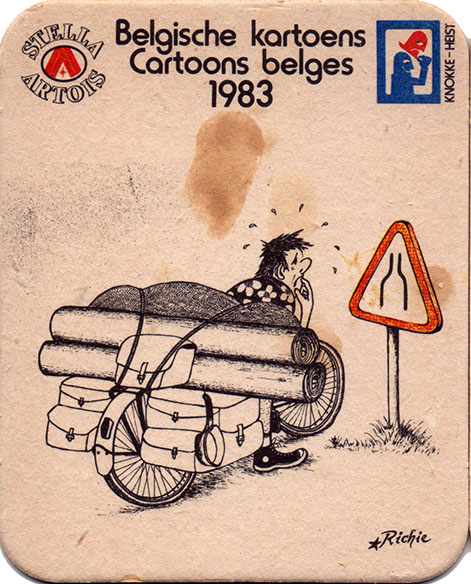 STELLA
ARTOIS
Belgische kartoens
Cartoons belges
1983
KNOKKE-HEIST
Richie